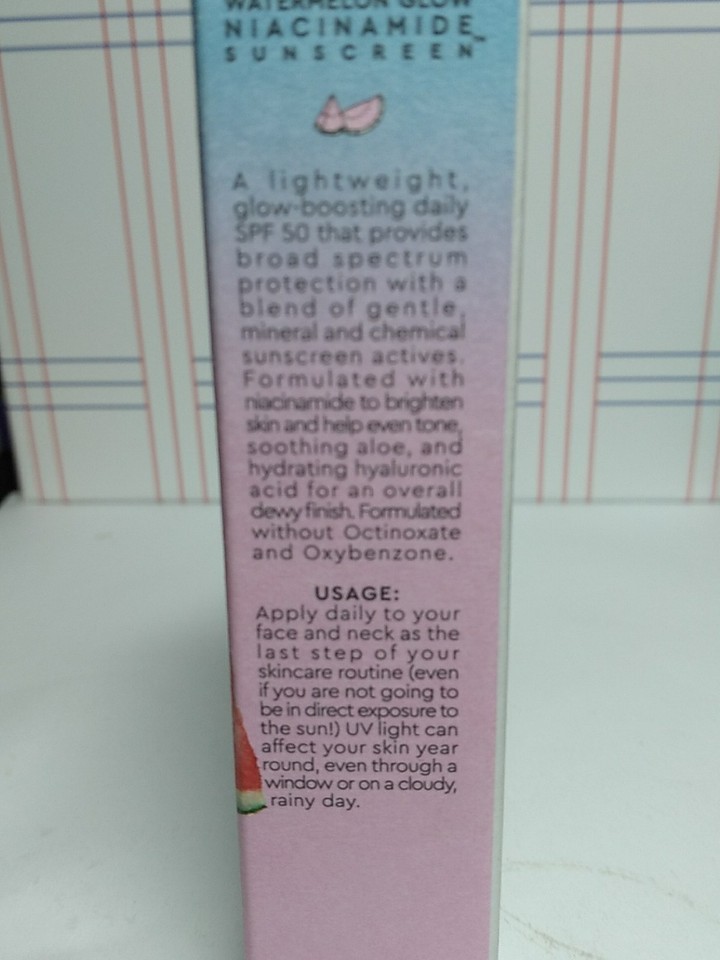 WATERMELON GLOW
NIACINAMIDE
SUNSCREEN™
A lightweight,
glow-boosting daily
SPF 50 that provides
broad spectrum
protection with a
blend of gentle,
mineral and chemical
sunscreen actives.
Formulated with
niacinamide to brighten
skin and help even tone,
soothing aloe, and
hydrating hyaluronic
acid for an overall
dewy finish. Formulated
without Octinoxate
and Oxybenzone.
USAGE:
Apply daily to your
face and neck as the
last step of your
skincare routine (even
if you are not going to
be in direct exposure to
the sun!) UV light can
affect your skin year
round, even through a
window or on a cloudy,
rainy day.